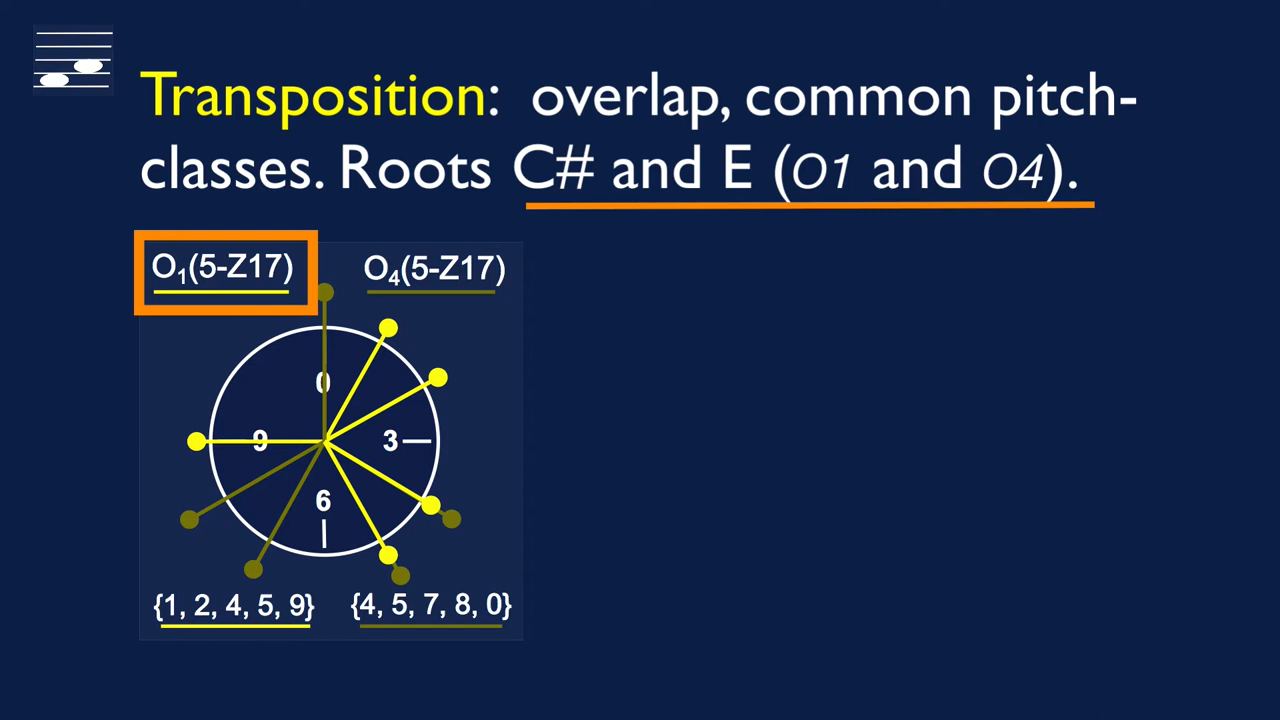 Transposition: overlap, common pitch-
classes. Roots C# and E (O1 and O4).
O₁(5-Z17) O₄(5-Z17)
0
9 3
6
{1, 2, 4, 5, 9} {4, 5, 7, 8, 0}